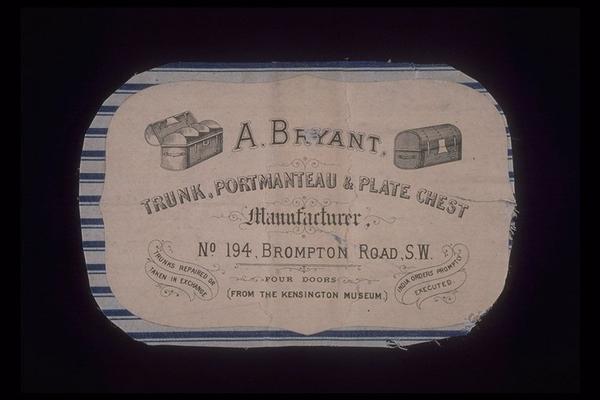 A. BRYANT.
TRUNK, PORTMANTEAU & PLATE CHEST
Manufacturer,
No 194, BROMPTON ROAD, S.W.
FOUR DOORS
(FROM THE KENSINGTON MUSEUM.)
TRUNKS REPAIRED OR
TAKEN IN EXCHANGE
INDIA ORDERS PROMPTLY
EXECUTED.